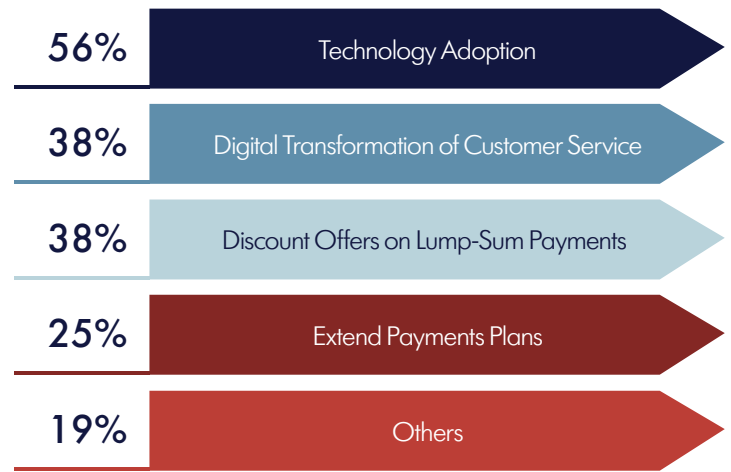 56% Technology Adoption
38% Digital Transformation of Customer Service
38% Discount Offers on Lump-Sum Payments
25% Extend Payments Plans
19% Others